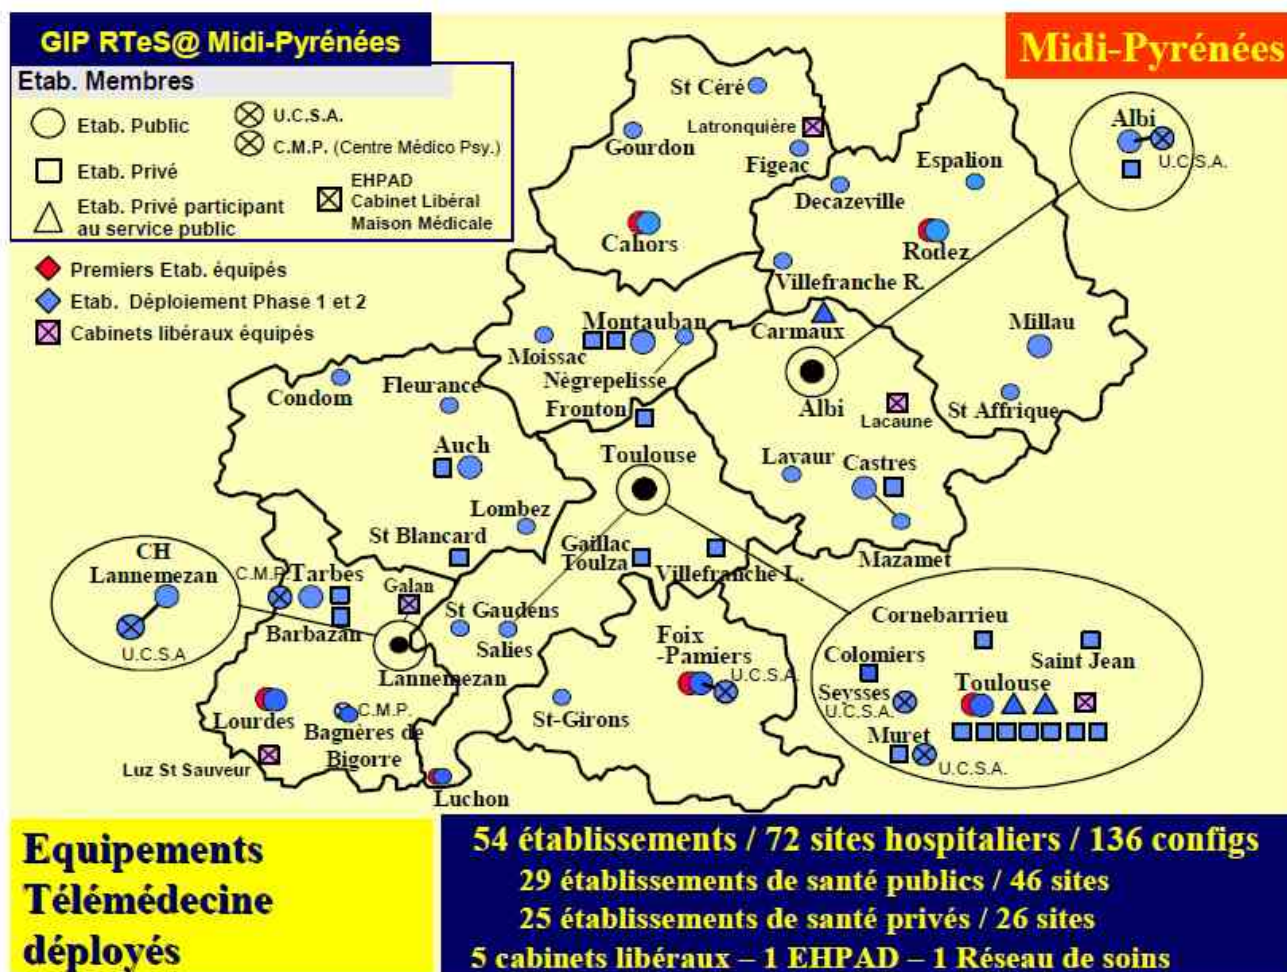 GIP RTeS@ Midi-Pyrénées
Midi-Pyrénées
Etab. Membres
Etab. Public
U.C.S.A.
C.M.P. (Centre Médico Psy.)
Etab. Privé
EHPAD
Cabinet Libéral
Maison Médicale
Etab. Privé participant
au service public
Premiers Etab. équipés
Etab. Déploiement Phase 1 et 2
Cabinets libéraux équipés
St Céré
Latronquière
Gourdon
Figeac
Espalion
Decazeville
Albi
U.C.S.A.
Cahors
Rodez
Villefranche R.
Montauban
Carmaux
Millau
Moissac
Nègrepelisse
Condom
Fleurance
Fronton
Albi
Lacaune
St Affrique
Auch
Toulouse
Lavaur
Castres
Lombez
St Blancard
Gaillac
Toulza
Villefranche L.
Mazamet
CH
Lannemezan
U.C.S.A
C.M.P.
Tarbes
Galan
Barbazan
St Gaudens
Salies
Lannemezan
Foix
-Pamiers
U.C.S.A.
St-Girons
Lourdes
C.M.P.
Bagnères de
Bigorre
Luz St Sauveur
Luchon
Cornebarrieu
Colomiers
Saint Jean
Seysses
U.C.S.A.
Toulouse
Muret
U.C.S.A.
Equipements
Télémédecine
déployés
54 établissements / 72 sites hospitaliers / 136 configs
29 établissements de santé publics / 46 sites
25 établissements de santé privés / 26 sites
5 cabinets libéraux – 1 EHPAD – 1 Réseau de soins